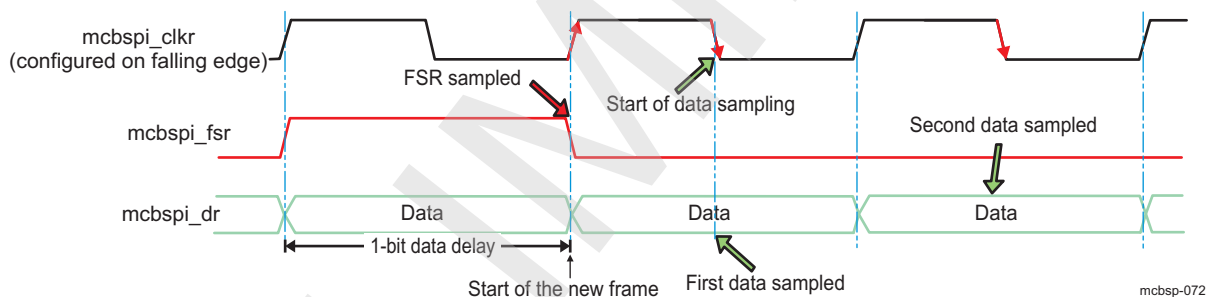 mcbspi_clkr
(configured on falling edge)
FSR sampled
Start of data sampling
mcbspi_fsr
Second data sampled
mcbspi_dr
Data
Data
Data
1-bit data delay
Start of the new frame
First data sampled
mcbsp-072